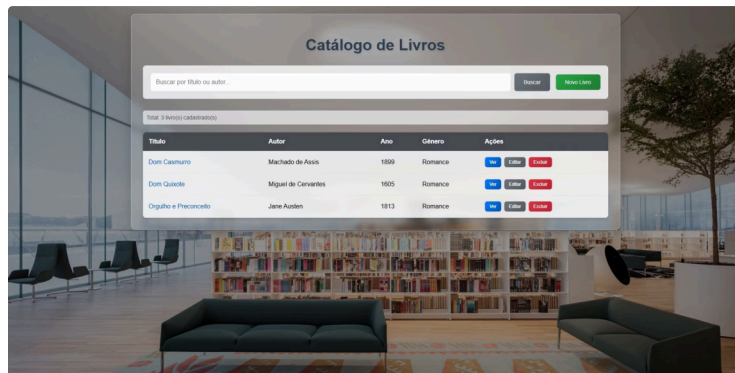 Catálogo de Livros
Buscar por título ou autor...
Buscar
Novo Livro
Total: 3 livro(s) cadastrado(s)
Título Autor Ano Gênero Ações
Dom Casmurro Machado de Assis 1899 Romance Ver Editar Excluir
Dom Quixote Miguel de Cervantes 1605 Romance Ver Editar Excluir
Orgulho e Preconceito Jane Austen 1813 Romance Ver Editar Excluir